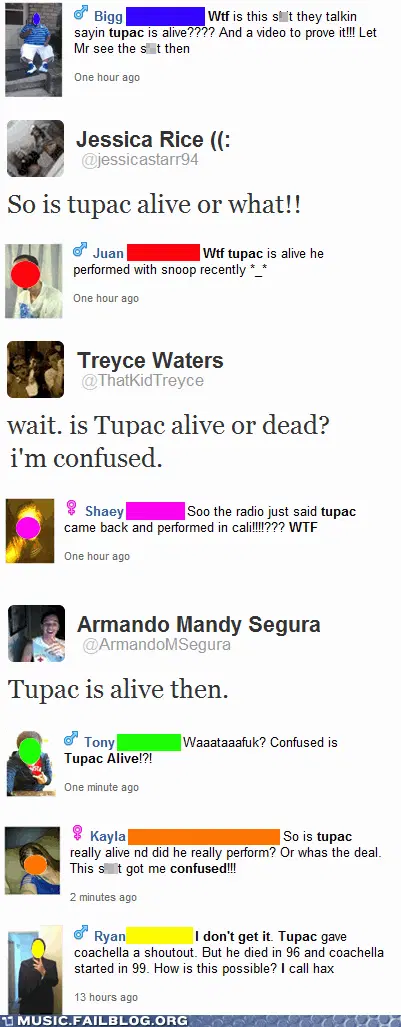 Bigg Wtf is this s t they talkin
sayin tupac is alive???? And a video to prove it!!! Let
Mr see the s t then
One hour ago
Jessica Rice ((:
@jessicastarr94
So is tupac alive or what!!
Juan Wtf tupac is alive he
performed with snoop recently *_*
One hour ago
Treyce Waters
@ThatKidTreyce
wait. is Tupac alive or dead?
i'm confused.
Shaey Soo the radio just said tupac
came back and performed in cali!!!!??? WTF
One hour ago
Armando Mandy Segura
@ArmandoMSegura
Tupac is alive then.
Tony Waaataaafuk? Confused is
Tupac Alive!?!
One minute ago
Kayla So is tupac
really alive nd did he really perform? Or whas the deal.
This s t got me confused!!!
2 minutes ago
Ryan I don't get it. Tupac gave
coachella a shoutout. But he died in 96 and coachella
started in 99. How is this possible? I call hax
13 hours ago
MUSIC.FAILBLOG.ORG